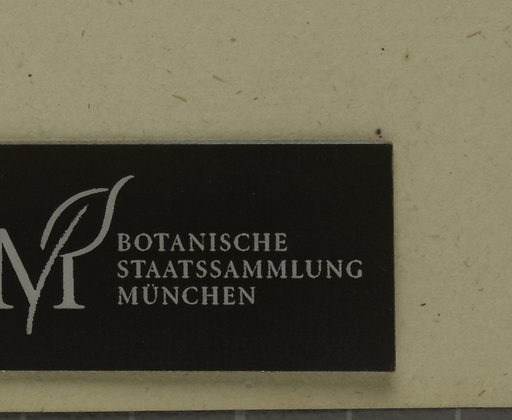 M
BOTANISCHE
STAATSSAMMLUNG
MÜNCHEN